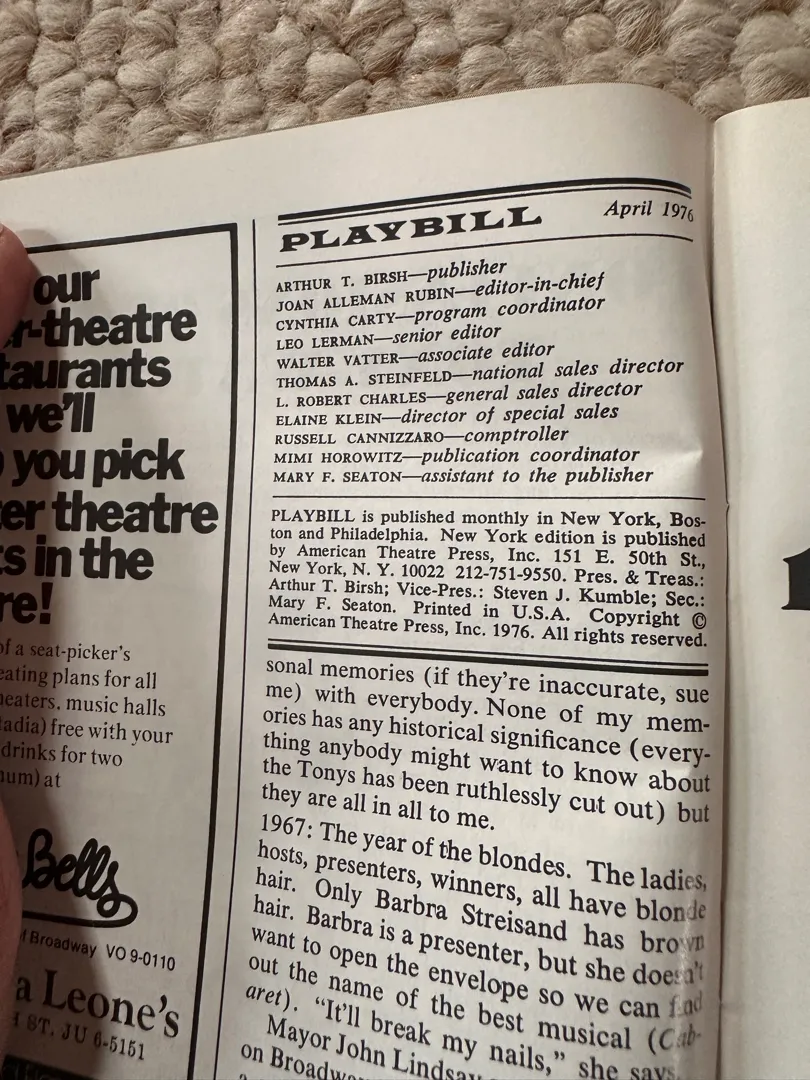 our
r-theatre
taurants
we'll
you pick
er theatre
s in the
re!
of a seat-picker's
eating plans for all
heaters. music halls
adia) free with your
drinks for two
um) at
Bells
f Broadway VO 9-0110
a Leone's
ST. JU 6-5151
PLAYBILL April 1976
ARTHUR T. BIRSH—publisher
JOAN ALLEMAN RUBIN—editor-in-chief
CYNTHIA CARTY—program coordinator
LEO LERMAN—senior editor
WALTER VATTER—associate editor
THOMAS A. STEINFELD—national sales director
L. ROBERT CHARLES—general sales director
ELAINE KLEIN—director of special sales
RUSSELL CANNIZZARO—comptroller
MIMI HOROWITZ—publication coordinator
MARY F. SEATON—assistant to the publisher
PLAYBILL is published monthly in New York, Bos-
ton and Philadelphia. New York edition is published
by American Theatre Press, Inc. 151 E. 50th St.,
New York, N. Y. 10022 212-751-9550. Pres. & Treas.:
Arthur T. Birsh; Vice-Pres.: Steven J. Kumble; Sec.:
Mary F. Seaton. Printed in U.S.A. Copyright ©
American Theatre Press, Inc. 1976. All rights reserved.
sonal memories (if they're inaccurate, sue
me) with everybody. None of my mem-
ories has any historical significance (every-
thing anybody might want to know about
the Tonys has been ruthlessly cut out) but
they are all in all to me.
1967: The year of the blondes. The ladies,
hosts, presenters, winners, all have blonde
hair. Only Barbra Streisand has brown
hair. Barbra is a presenter, but she doesn't
want to open the envelope so we can find
out the name of the best musical (Cab-
aret). "It'll break my nails," she says.
Mayor John Lindsay
on Broadway